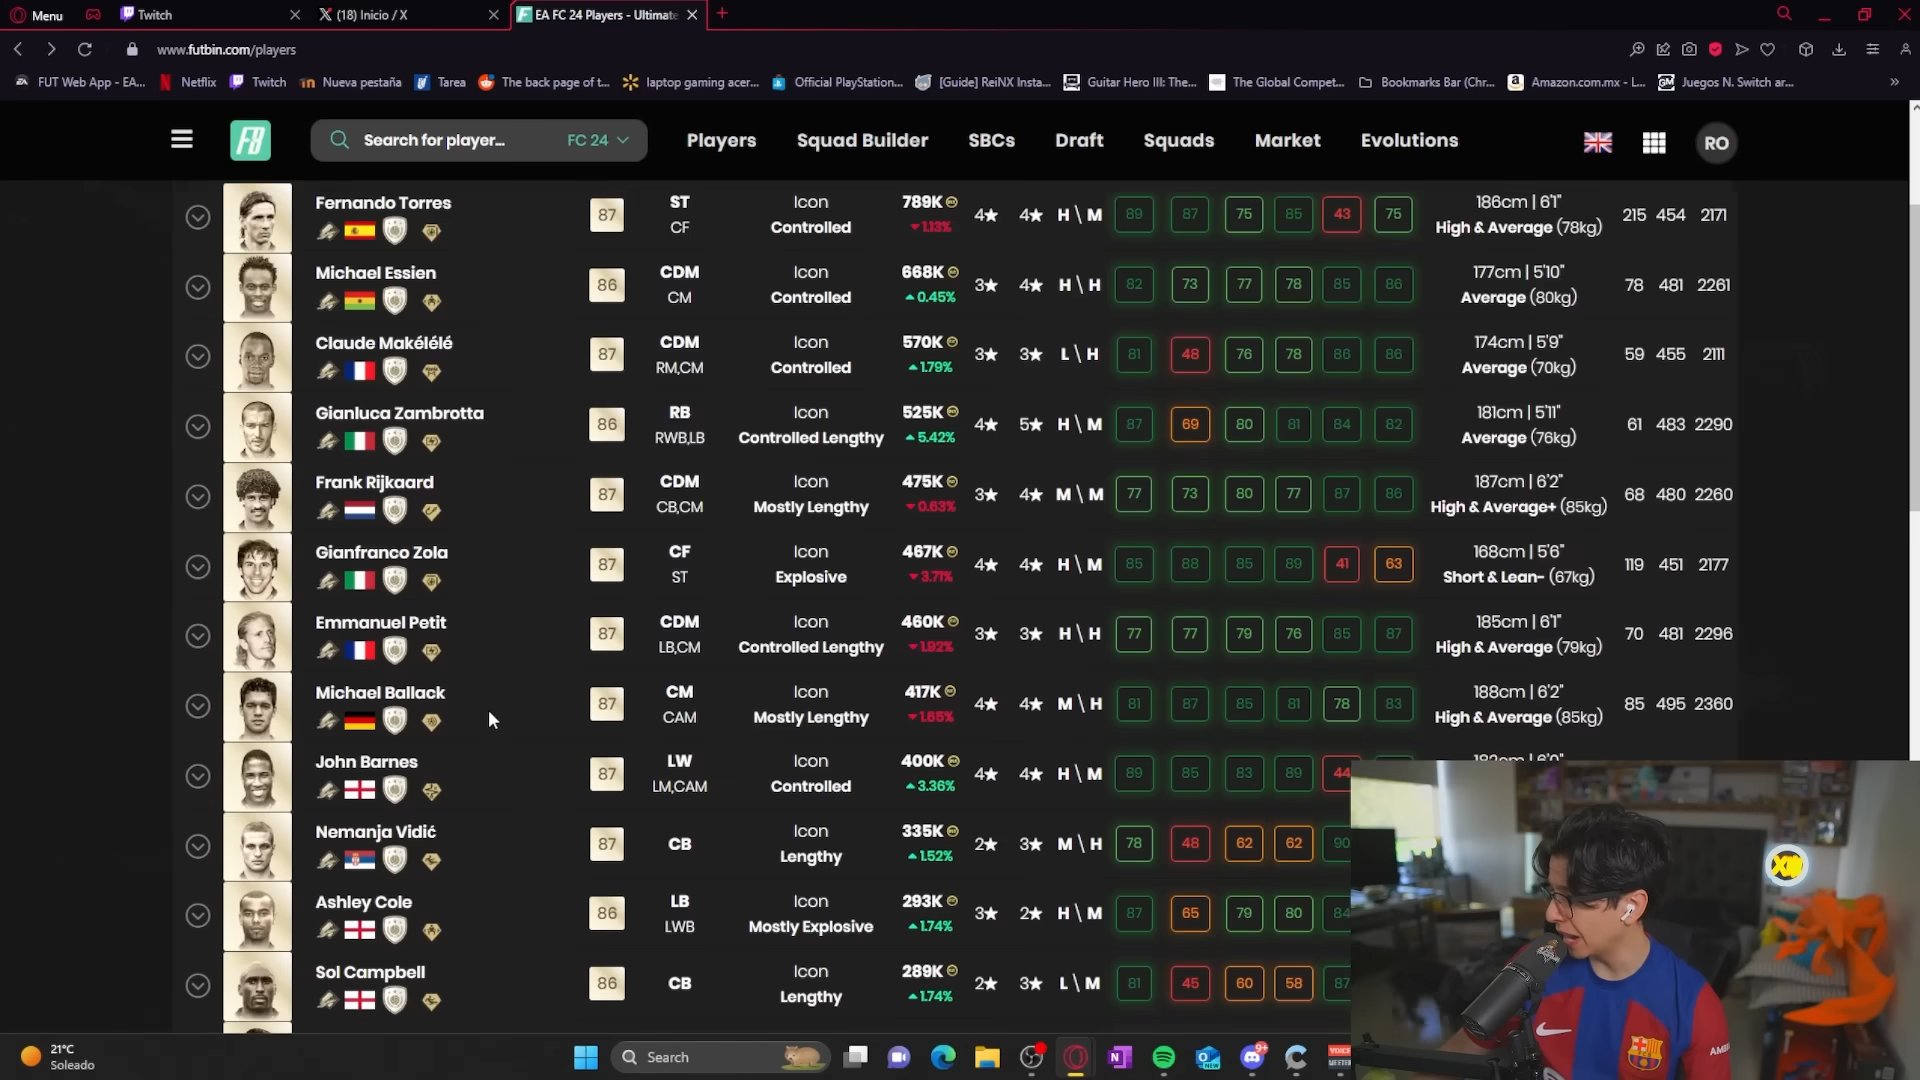 Menu
Twitch
(18) Inicio / X
EA FC 24 Players - Ultimate
www.futbin.com/players
FUT Web App - EA...
Netflix
Twitch
Nueva pestaña
Tarea
The back page of t...
laptop gaming acer...
Official PlayStation...
[Guide] ReiNX Insta...
Guitar Hero III: The...
The Global Compet...
Bookmarks Bar (Chr...
Amazon.com.mx - L...
Juegos N. Switch ar...
Search for player...
FC 24
Players
Squad Builder
SBCs
Draft
Squads
Market
Evolutions
RO
Fernando Torres 87 ST Icon 789K 4★ 4★ H \ M 89 87 75 85 43 75 186cm | 6'1" 215 454 2171
CF Controlled 1.13% High & Average (78kg)
Michael Essien 86 CDM Icon 668K 3★ 4★ H \ H 82 73 77 78 85 86 177cm | 5'10" 78 481 2261
CM Controlled 0.45% Average (80kg)
Claude Makélélé 87 CDM Icon 570K 3★ 3★ L \ H 81 48 76 78 86 86 174cm | 5'9" 59 455 2111
RM,CM Controlled 1.79% Average (70kg)
Gianluca Zambrotta 86 RB Icon 525K 4★ 5★ H \ M 87 69 80 81 84 82 181cm | 5'11" 61 483 2290
RWB,LB Controlled Lengthy 5.42% Average (76kg)
Frank Rijkaard 87 CDM Icon 475K 3★ 4★ M \ M 77 73 80 77 87 86 187cm | 6'2" 68 480 2260
CB,CM Mostly Lengthy 0.63% High & Average+ (85kg)
Gianfranco Zola 87 CF Icon 467K 4★ 4★ H \ M 85 88 85 89 41 63 168cm | 5'6" 119 451 2177
ST Explosive 3.71% Short & Lean- (67kg)
Emmanuel Petit 87 CDM Icon 460K 3★ 3★ H \ H 77 77 79 76 85 87 185cm | 6'1" 70 481 2296
LB,CM Controlled Lengthy 1.92% High & Average (79kg)
Michael Ballack 87 CM Icon 417K 4★ 4★ M \ H 81 87 85 81 78 83 188cm | 6'2" 85 495 2360
CAM Mostly Lengthy 1.65% High & Average (85kg)
John Barnes 87 LW Icon 400K 4★ 4★ H \ M 89 85 83 89 44
LM,CAM Controlled 3.36%
Nemanja Vidić 87 CB Icon 335K 2★ 3★ M \ H 78 48 62 62 90
Lengthy 1.52%
Ashley Cole 86 LB Icon 293K 3★ 2★ H \ M 87 65 79 80 84
LWB Mostly Explosive 1.74%
Sol Campbell 86 CB Icon 289K 2★ 3★ L \ M 81 45 60 58 87
Lengthy 1.74%
21°C
Soleado
Search